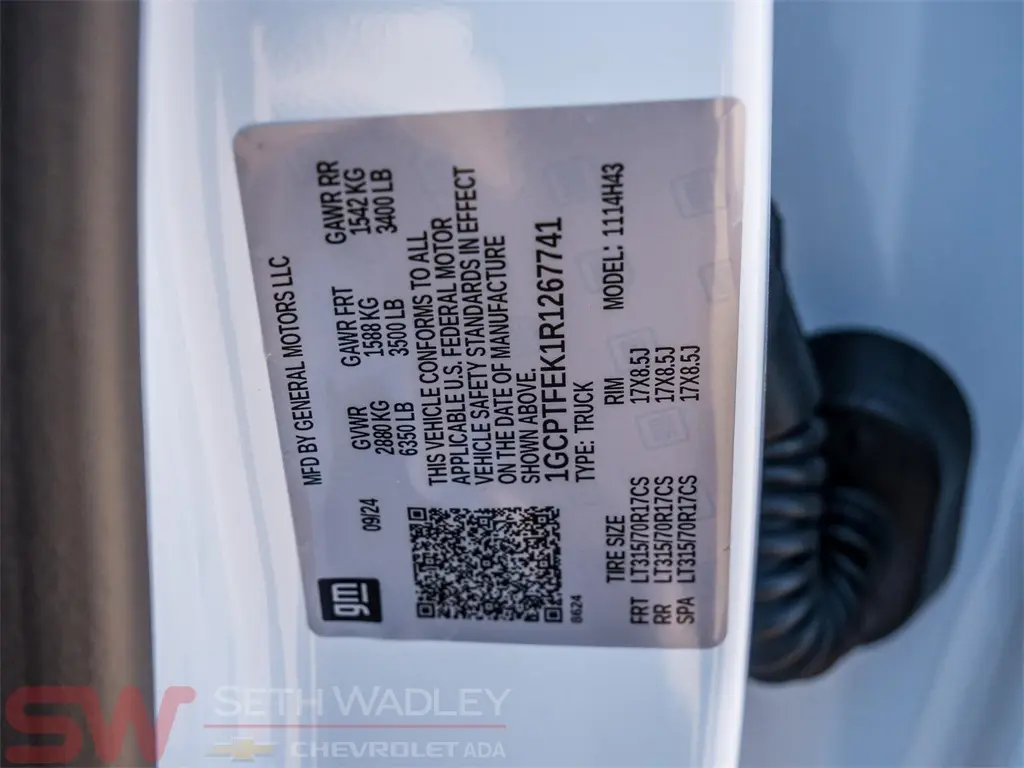 MFD BY GENERAL MOTORS LLC
gm
09/24
GVWR
2880 KG
6350 LB
GAWR FRT
1588 KG
3500 LB
GAWR RR
1542 KG
3400 LB
THIS VEHICLE CONFORMS TO ALL
APPLICABLE U.S. FEDERAL MOTOR
VEHICLE SAFETY STANDARDS IN EFFECT
ON THE DATE OF MANUFACTURE
SHOWN ABOVE.
1GCPTFEK1R1267741
TYPE: TRUCK
MODEL: 1114H43
8624
TIRE SIZE RIM
FRT LT315/70R17CS 17X8.5J
RR LT315/70R17CS 17X8.5J
SPA LT315/70R17CS 17X8.5J
SW
SETH WADLEY
CHEVROLET ADA